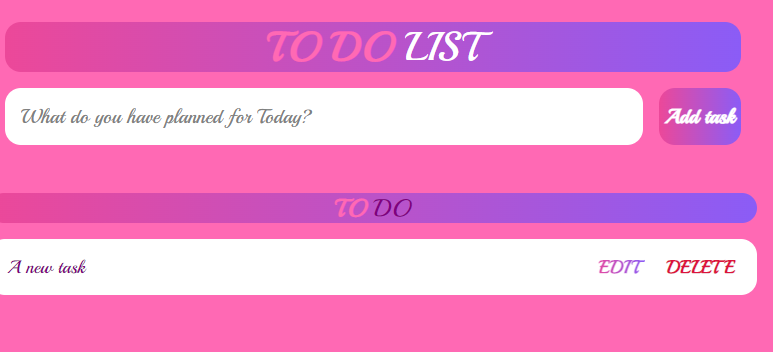 TO DO LIST
What do you have planned for Today?
Add task
TO DO
A new task
EDIT
DELETE